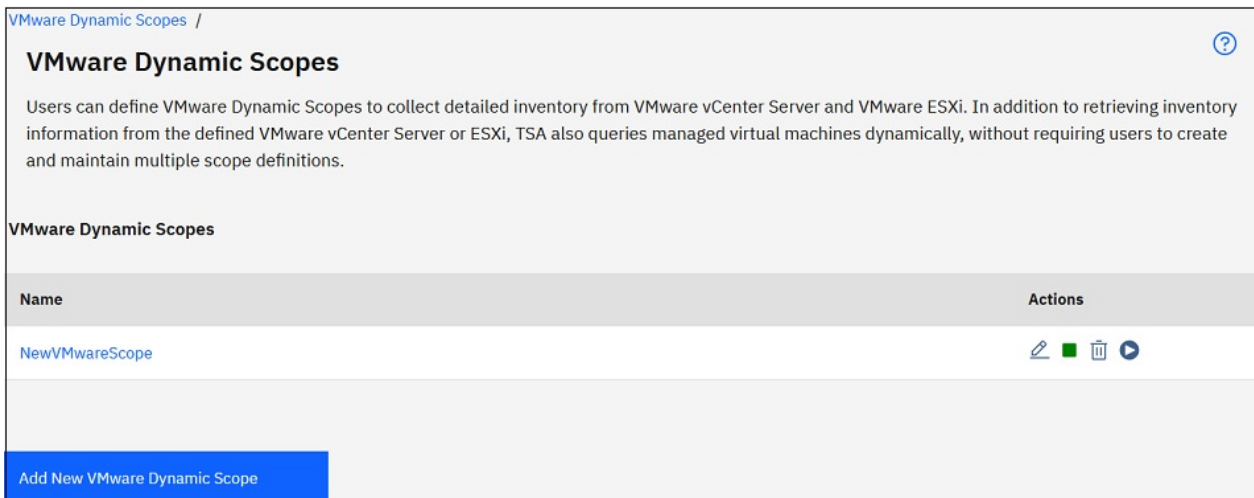 VMware Dynamic Scopes /
VMware Dynamic Scopes
Users can define VMware Dynamic Scopes to collect detailed inventory from VMware vCenter Server and VMware ESXi. In addition to retrieving inventory
information from the defined VMware vCenter Server or ESXi, TSA also queries managed virtual machines dynamically, without requiring users to create
and maintain multiple scope definitions.
VMware Dynamic Scopes
Name Actions
NewVMwareScope
Add New VMware Dynamic Scope